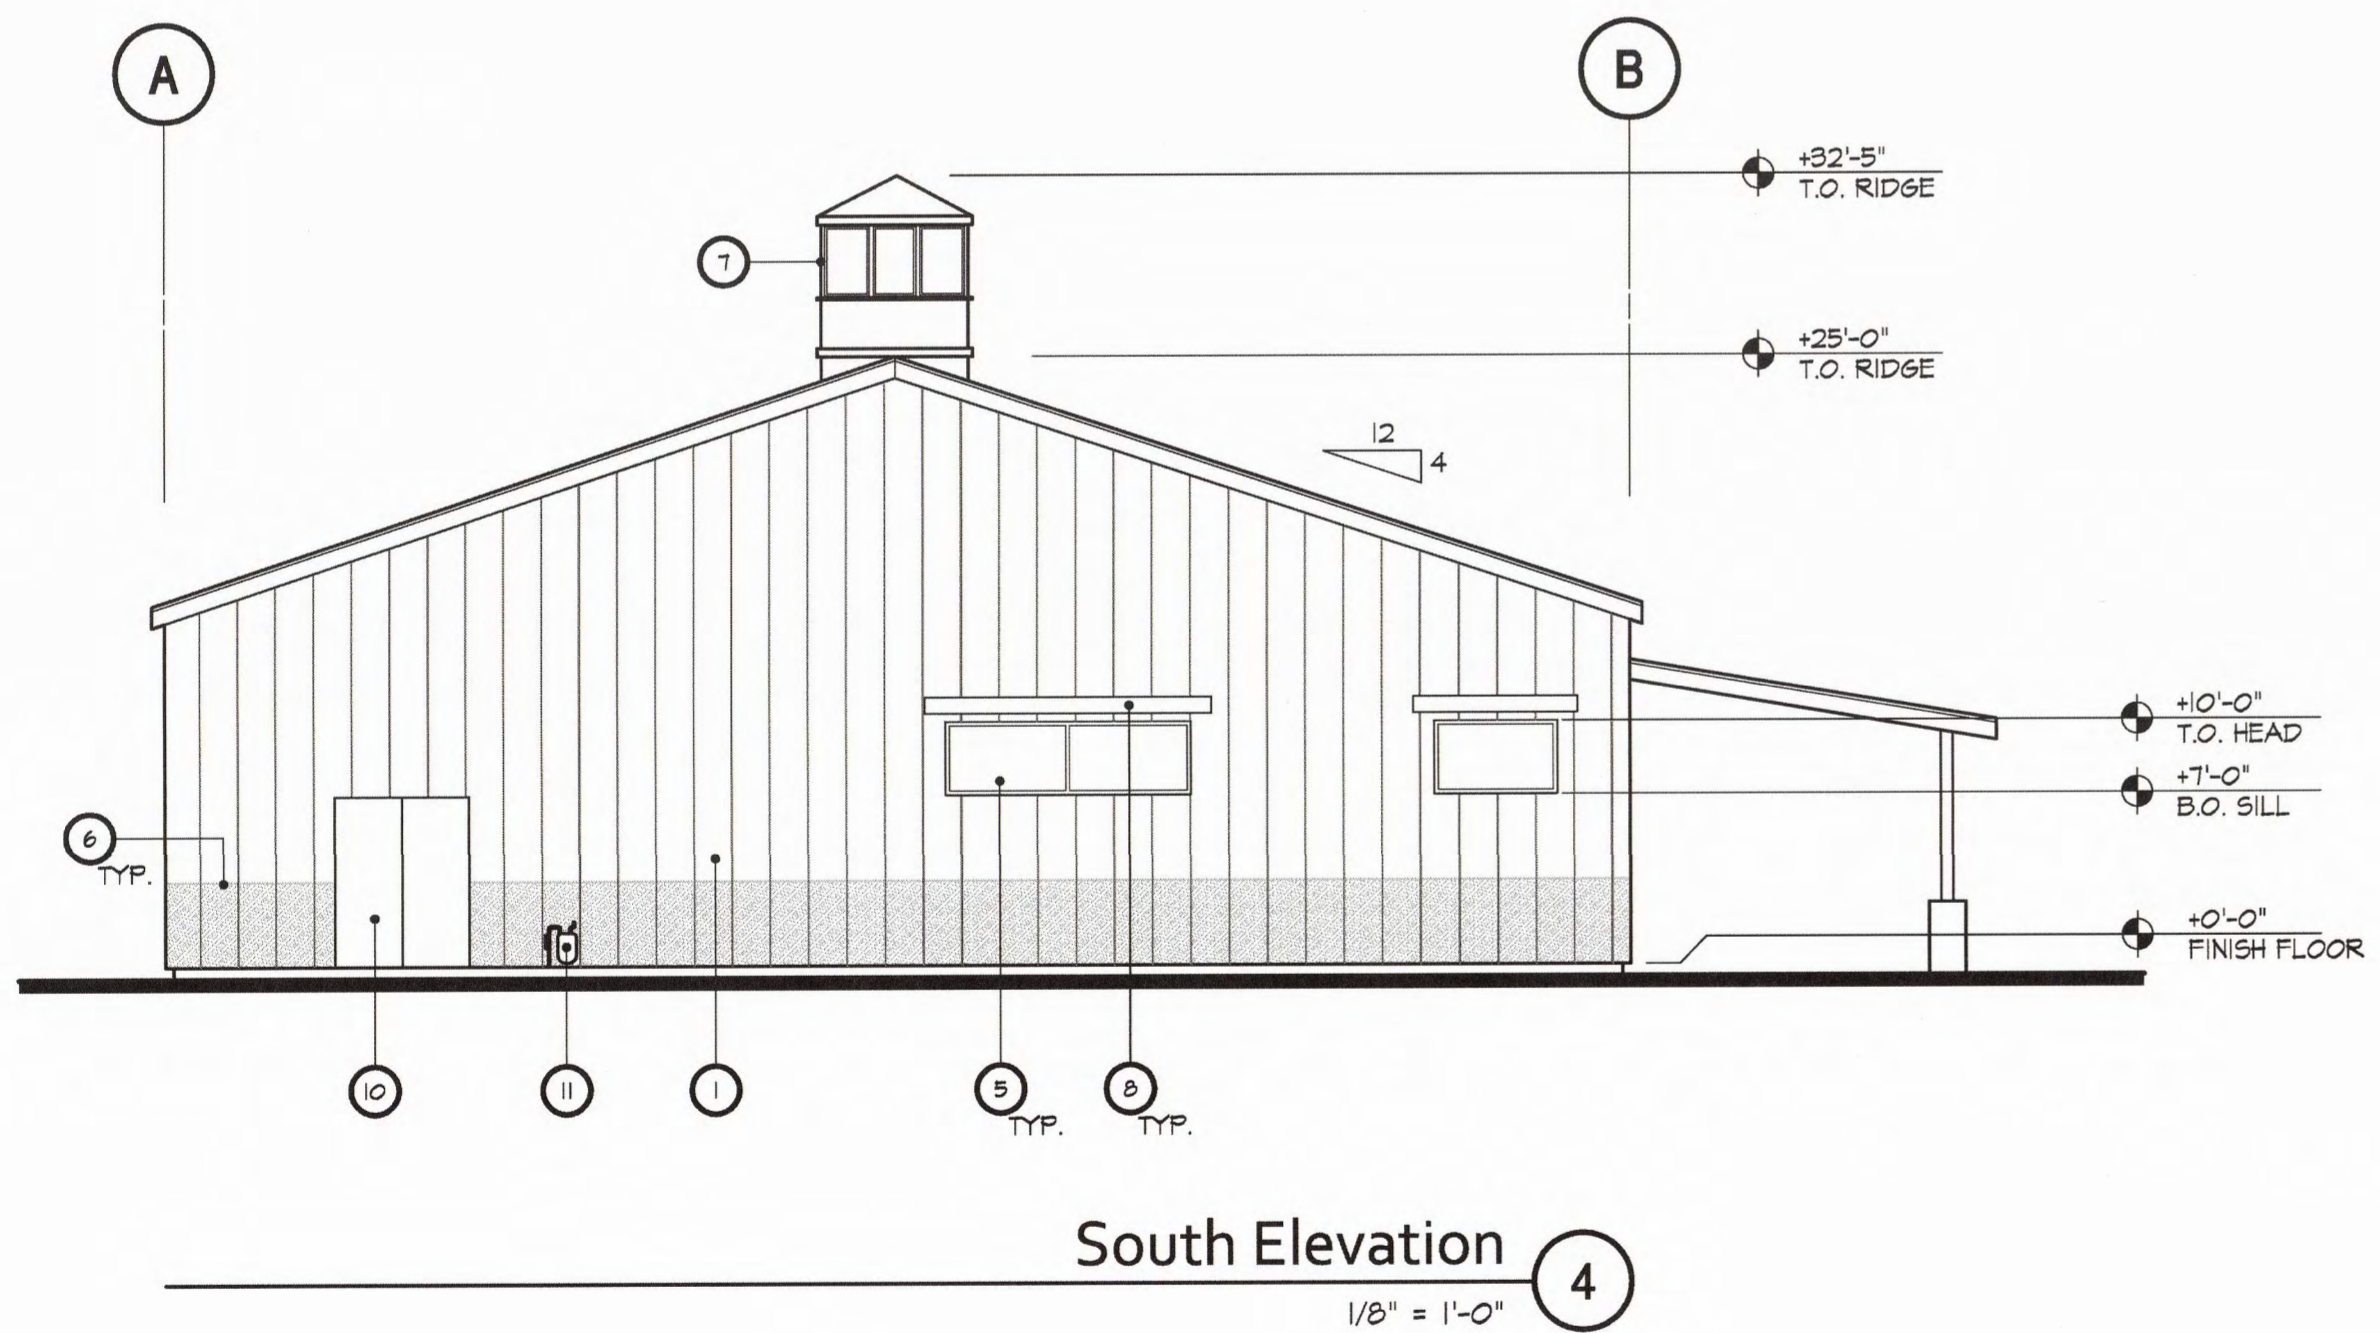 A
B
+32'-5"
T.O. RIDGE
7
+25'-0"
T.O. RIDGE
12
4
+10'-0"
T.O. HEAD
+7'-0"
B.O. SILL
6
TYP.
+0'-0"
FINISH FLOOR
10
11
1
5
TYP.
8
TYP.
South Elevation
4
1/8" = 1'-0"